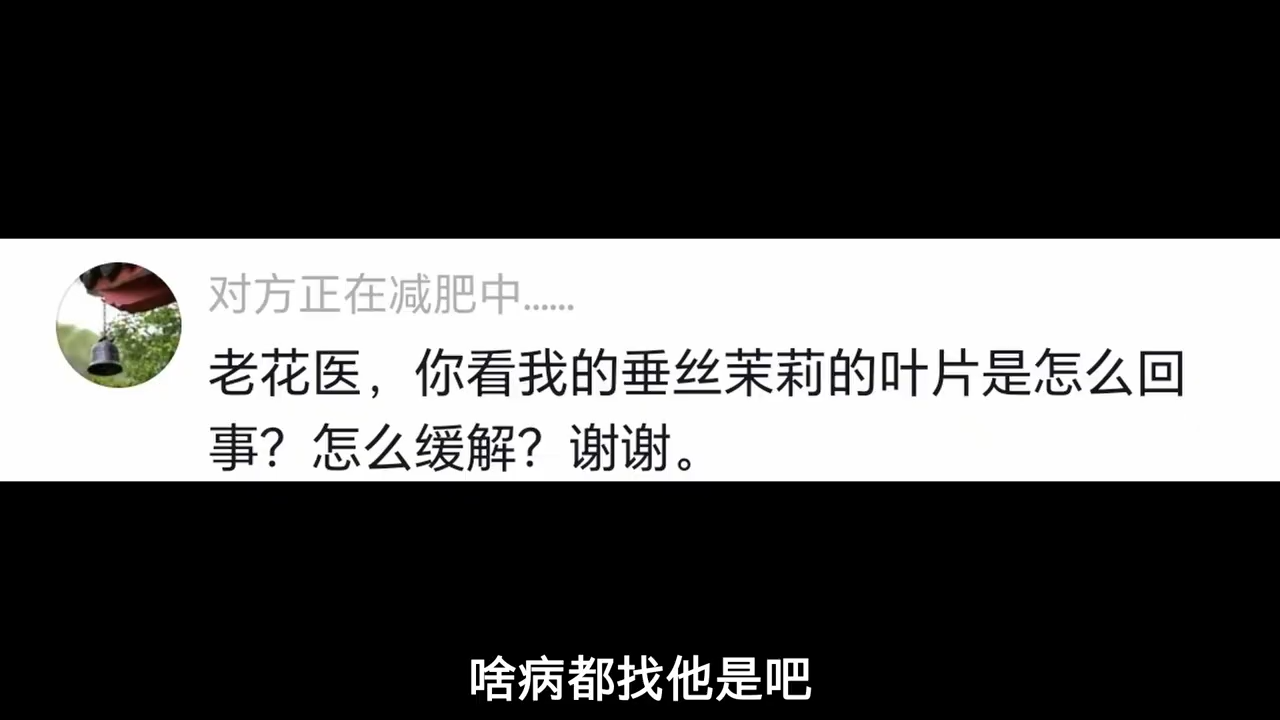 对方正在减肥中......
老花医，你看我的垂丝茉莉的叶片是怎么回
事？怎么缓解？谢谢。
啥病都找他是吧